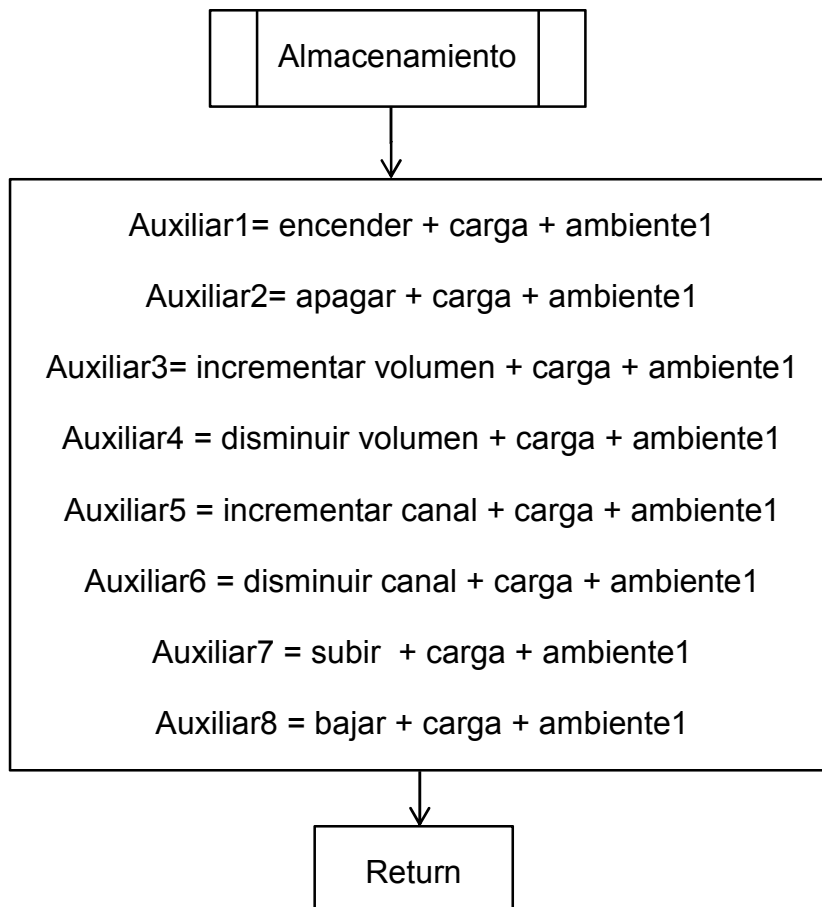 Almacenamiento
Auxiliar1= encender + carga + ambiente1
Auxiliar2= apagar + carga + ambiente1
Auxiliar3= incrementar volumen + carga + ambiente1
Auxiliar4 = disminuir volumen + carga + ambiente1
Auxiliar5 = incrementar canal + carga + ambiente1
Auxiliar6 = disminuir canal + carga + ambiente1
Auxiliar7 = subir  + carga + ambiente1
Auxiliar8 = bajar + carga + ambiente1
Return